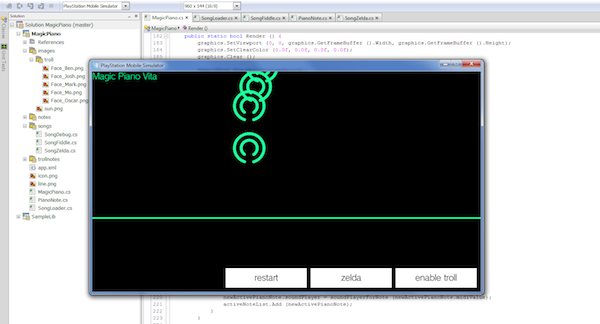 PlayStation Mobile Simulator
960 x 544 (16:9)
Solution
Solution MagicPiano (master)
MagicPiano
References
images
troll
Face_Ben.png
Face_Josh.png
Face_Mark.png
Face_Mo.png
Face_Oscar.png
sun.png
notes
songs
SongDebug.cs
SongFiddle.cs
SongZelda.cs
trollnotes
app.xml
icon.png
line.png
MagicPiano.cs
PianoNote.cs
SongLoader.cs
SampleLib
MagicPiano.cs
SongLoader.cs
SongFiddle.cs
PianoNote.cs
SongZelda.cs
MagicPiano
Render ()
182 public static bool Render () {
183 graphics.SetViewport (0, 0, graphics.GetFrameBuffer ().Width, graphics.GetFrameBuffer ().Height);
184 graphics.SetClearColor (0.0f, 0.0f, 0.0f, 0.0f);
185 graphics.Clear ();
PlayStation Mobile Simulator
Magic Piano Vita
restart
zelda
enable troll
221 activeNoteList.Add (newActivePianoNote);
222 }
223 }